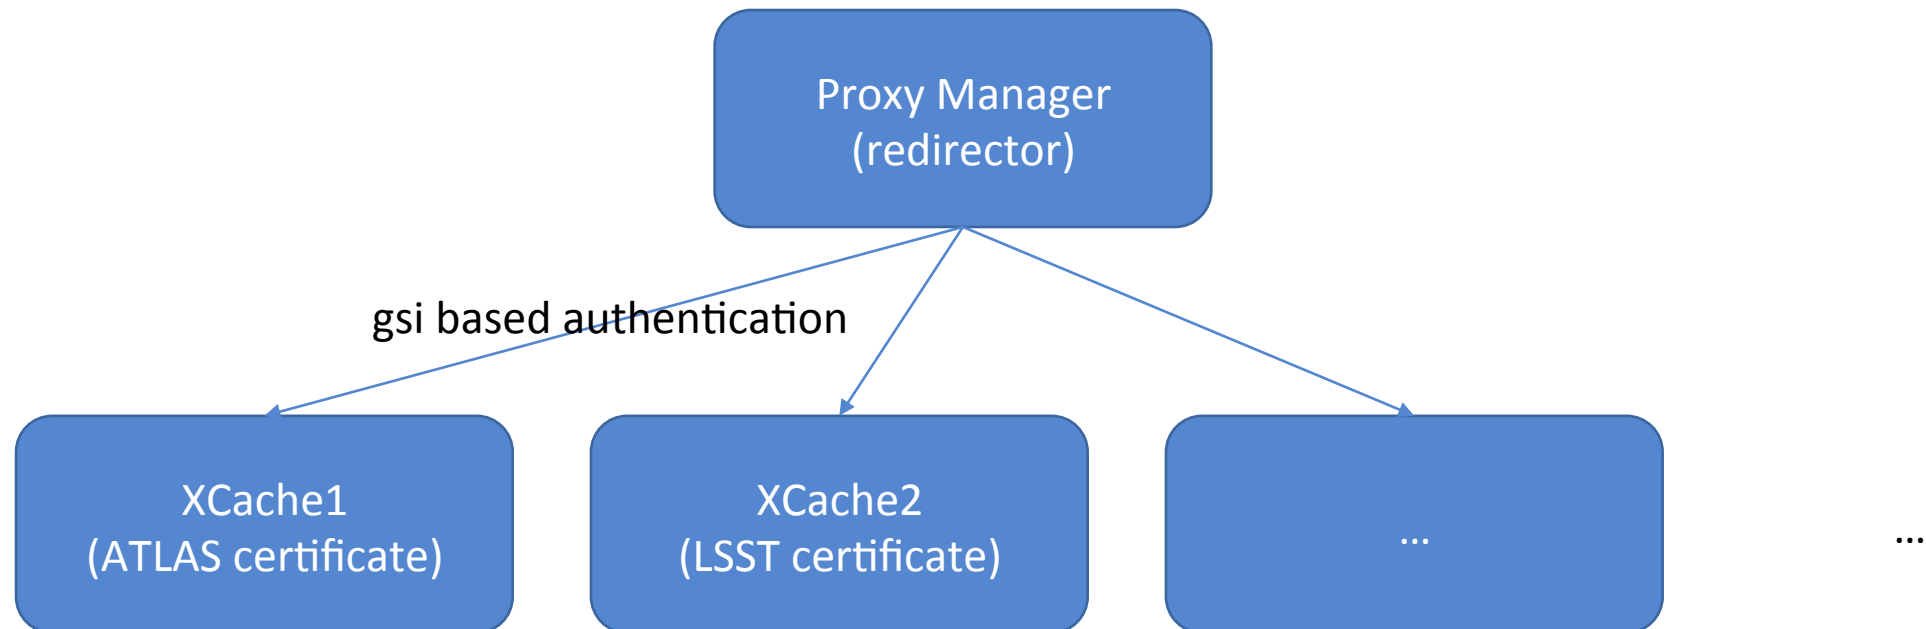 Proxy Manager
(redirector)
gsi based authentication
XCache1
(ATLAS certificate)
XCache2
(LSST certificate)
...
...